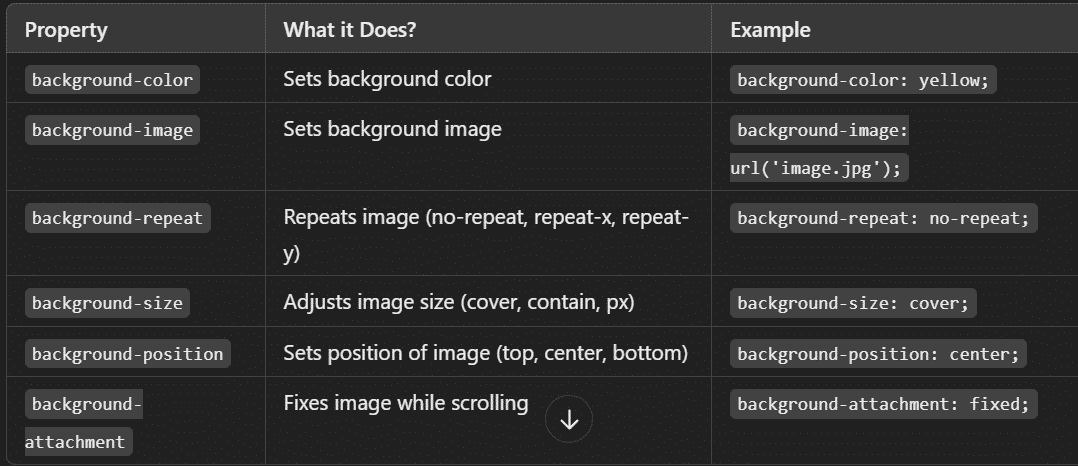 Property What it Does? Example
background-color Sets background color background-color: yellow;
background-image Sets background image background-image:
url('image.jpg');
background-repeat Repeats image (no-repeat, repeat-x, repeat- background-repeat: no-repeat;
y)
background-size Adjusts image size (cover, contain, px) background-size: cover;
background-position Sets position of image (top, center, bottom) background-position: center;
background- Fixes image while scrolling background-attachment: fixed;
attachment